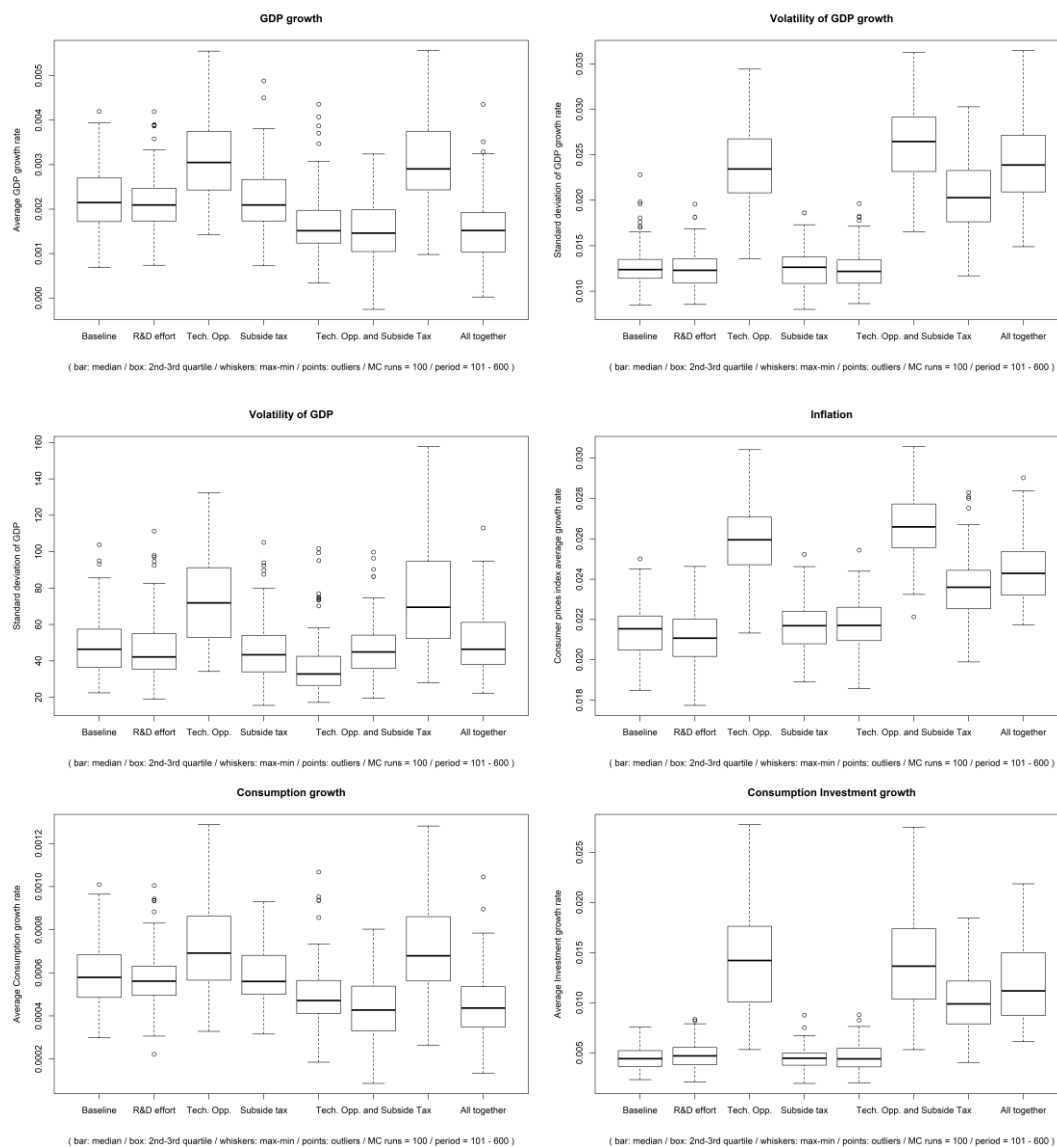 GDP growth
Average GDP growth rate
0.005
0.004
0.003
0.002
0.001
0.000
Baseline R&D effort Tech. Opp. Subside tax Tech. Opp. and Subside Tax All together
( bar: median / box: 2nd-3rd quartile / whiskers: max-min / points: outliers / MC runs = 100 / period = 101 - 600 )
Volatility of GDP growth
Standard deviation of GDP growth rate
0.035
0.030
0.025
0.020
0.015
0.010
Baseline R&D effort Tech. Opp. Subside tax Tech. Opp. and Subside Tax All together
( bar: median / box: 2nd-3rd quartile / whiskers: max-min / points: outliers / MC runs = 100 / period = 101 - 600 )
Volatility of GDP
Standard deviation of GDP
160
140
120
100
80
60
40
20
Baseline R&D effort Tech. Opp. Subside tax Tech. Opp. and Subside Tax All together
( bar: median / box: 2nd-3rd quartile / whiskers: max-min / points: outliers / MC runs = 100 / period = 101 - 600 )
Inflation
Consumer prices index average growth rate
0.030
0.028
0.026
0.024
0.022
0.020
0.018
Baseline R&D effort Tech. Opp. Subside tax Tech. Opp. and Subside Tax All together
( bar: median / box: 2nd-3rd quartile / whiskers: max-min / points: outliers / MC runs = 100 / period = 101 - 600 )
Consumption growth
Average Consumption growth rate
0.0012
0.0010
0.0008
0.0006
0.0004
0.0002
Baseline R&D effort Tech. Opp. Subside tax Tech. Opp. and Subside Tax All together
( bar: median / box: 2nd-3rd quartile / whiskers: max-min / points: outliers / MC runs = 100 / period = 101 - 600 )
Consumption Investment growth
Average Investment growth rate
0.025
0.020
0.015
0.010
0.005
Baseline R&D effort Tech. Opp. Subside tax Tech. Opp. and Subside Tax All together
( bar: median / box: 2nd-3rd quartile / whiskers: max-min / points: outliers / MC runs = 100 / period = 101 - 600 )